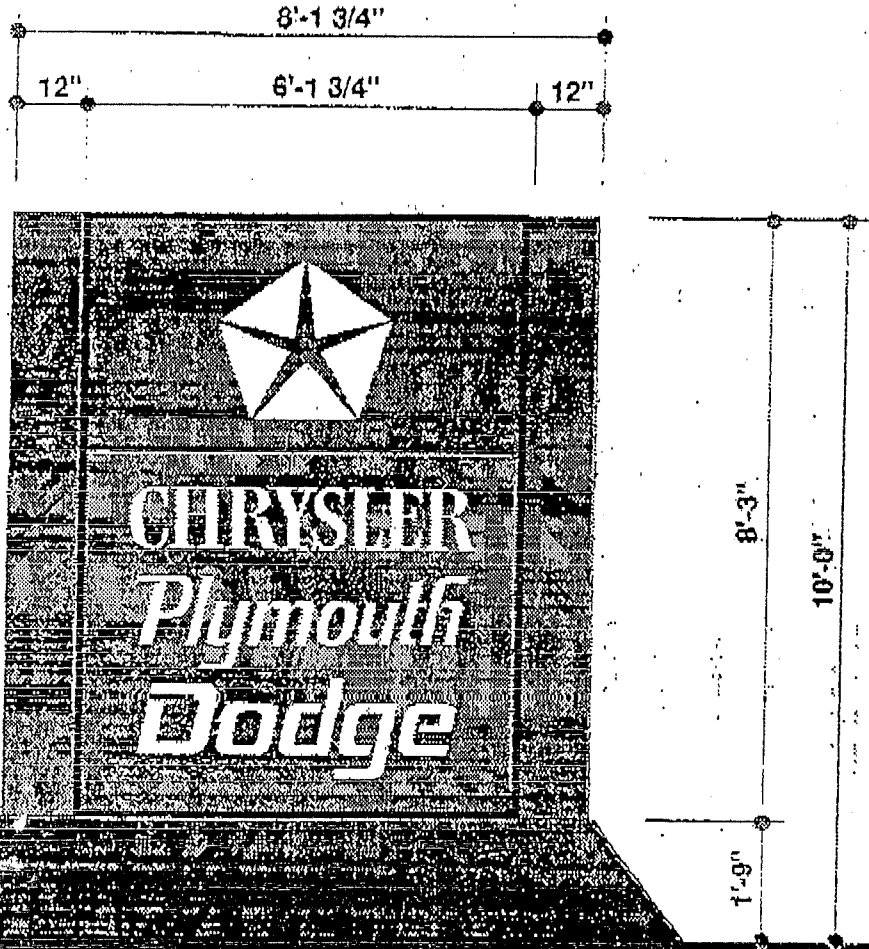 8'-1 3/4"
12" 6'-1 3/4" 12"
CHRYSLER
Plymouth
Dodge
8'-3"
10'-0"
1'-9"